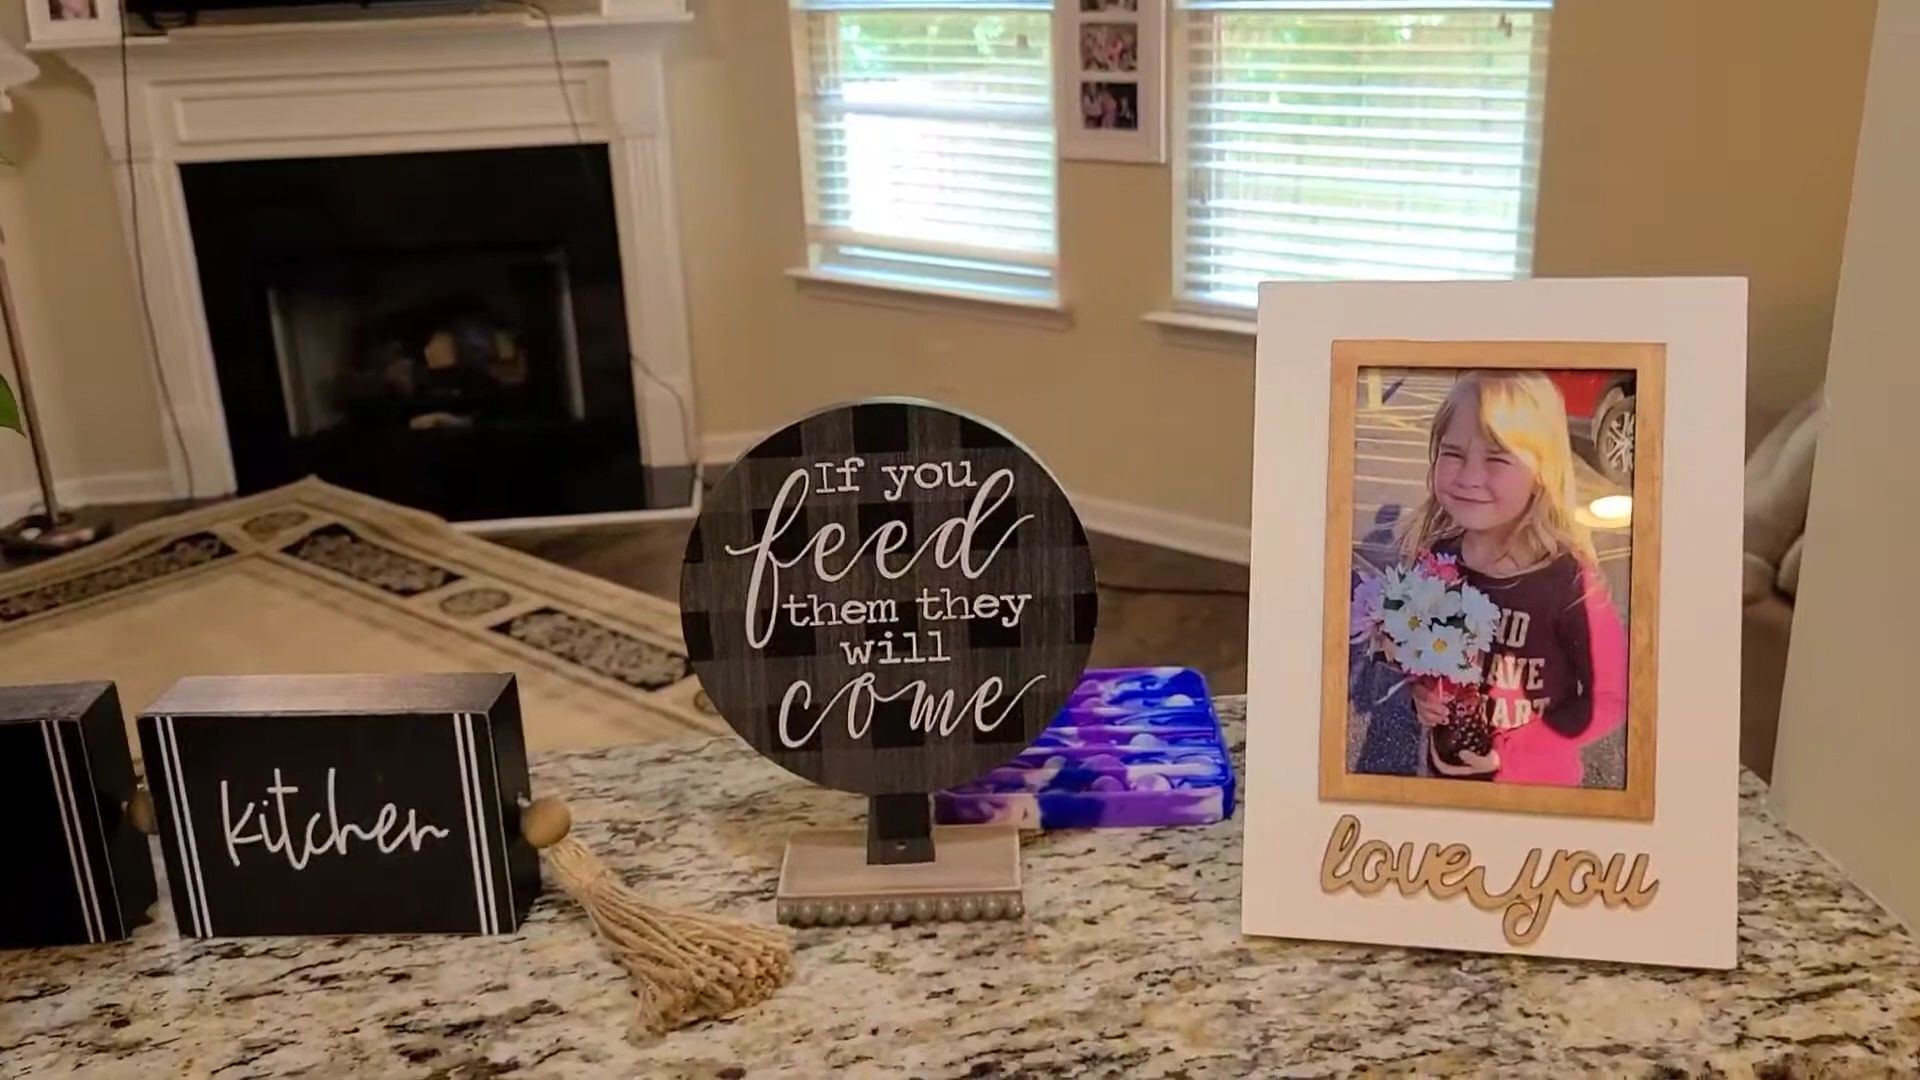 If you
feed
them they
will
come
kitchen
love you